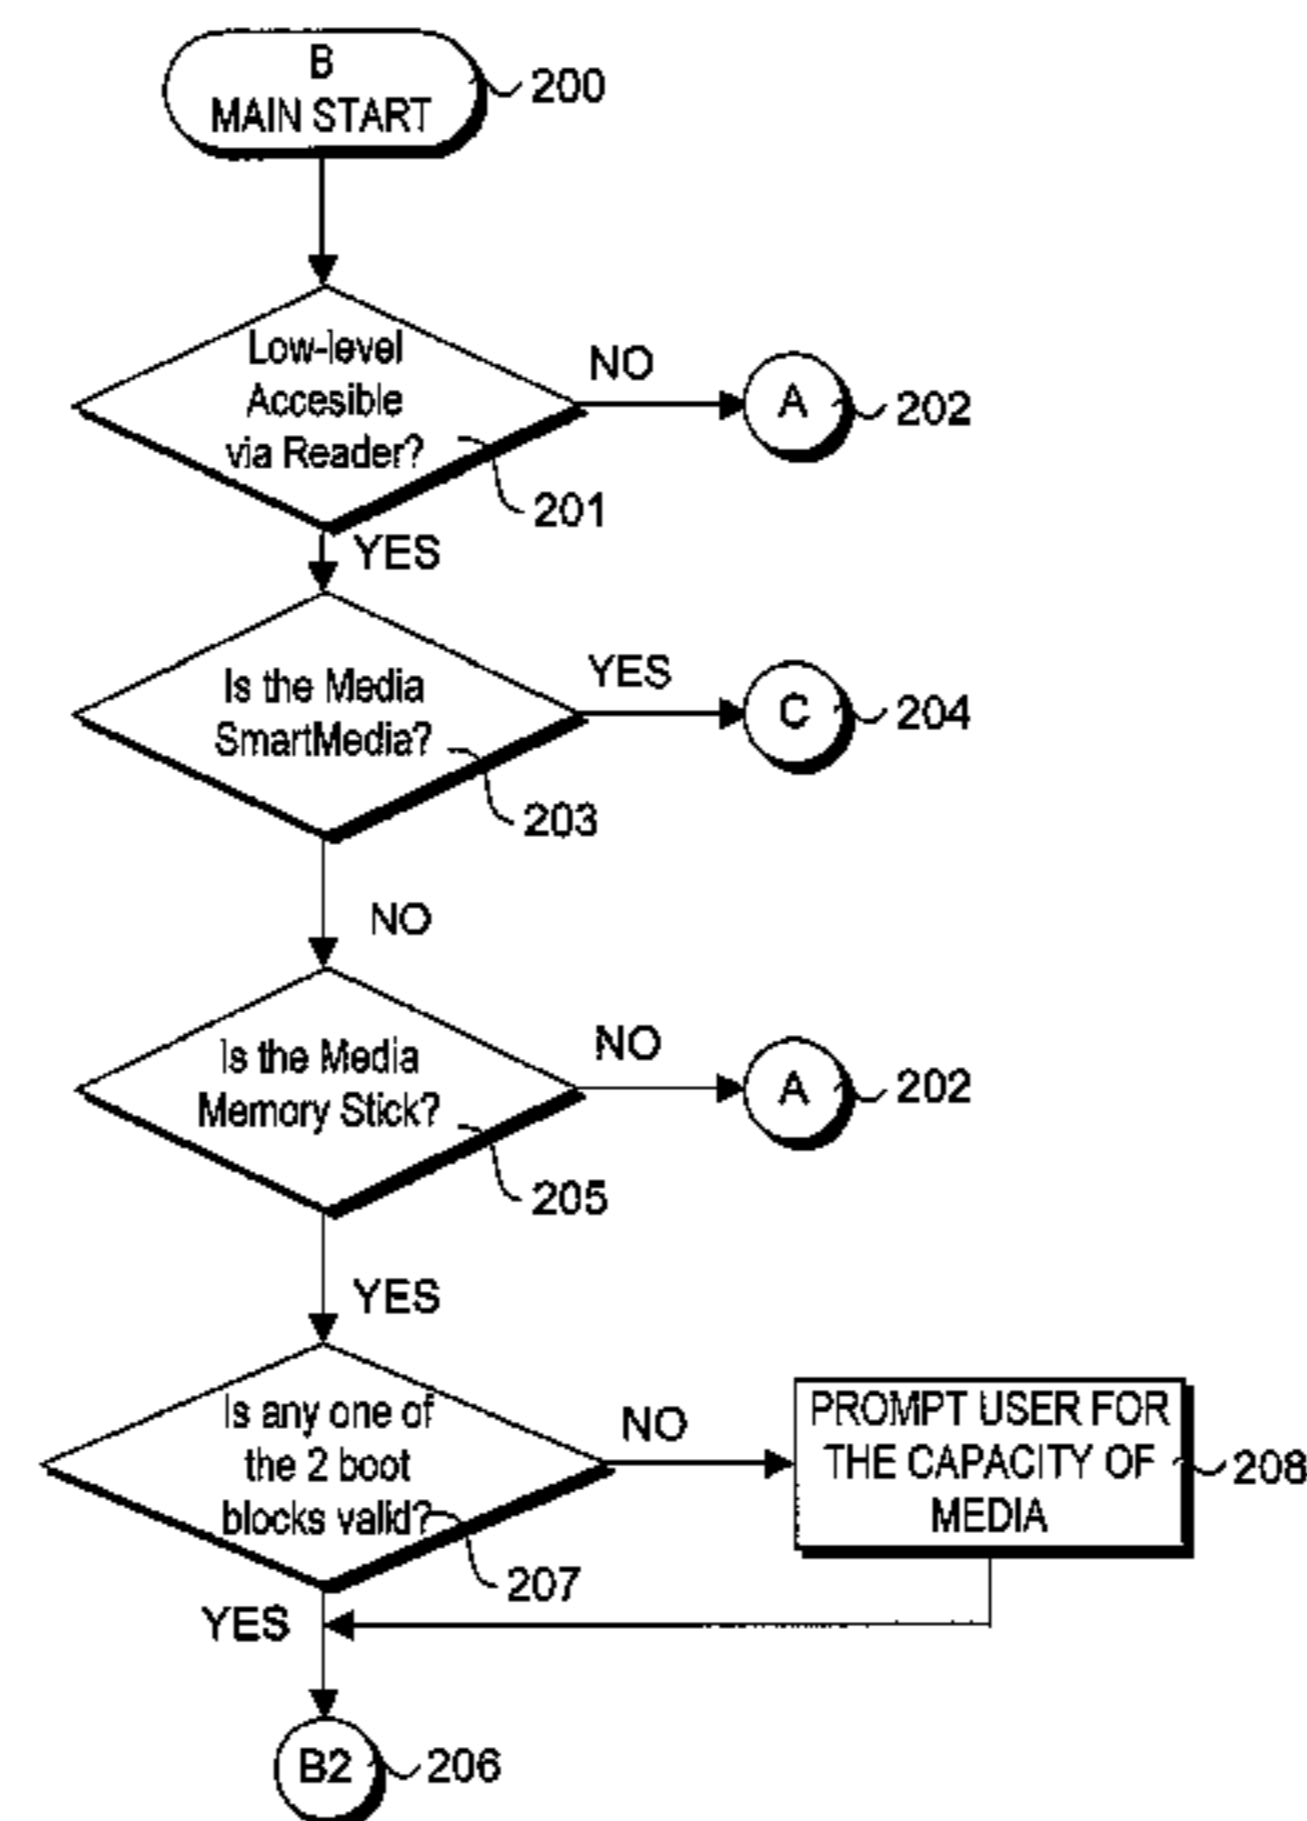 B
MAIN START
200
Low-level
Accesible
via Reader?
NO
A
202
201
YES
Is the Media
SmartMedia?
YES
C
204
203
NO
Is the Media
Memory Stick?
NO
A
202
205
YES
Is any one of
the 2 boot
blocks valid?
NO
PROMPT USER FOR
THE CAPACITY OF
MEDIA
208
207
YES
B2
206